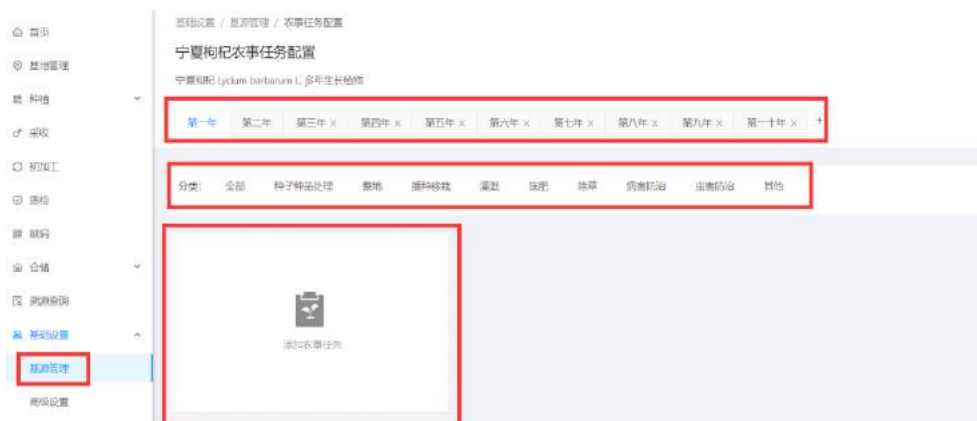 首页
基地管理
种植
采收
初加工
质检
赋码
仓储
溯源查询
基础设置
基源管理
高级设置
基础设置 / 基源管理 / 农事任务配置
宁夏枸杞农事任务配置
宁夏枸杞 Lycium barbarum L. 多年生长植物
第一年 第二年 第三年 × 第四年 × 第五年 × 第六年 × 第七年 × 第八年 × 第九年 × 第一十年 × +
分类: 全部 种子种苗处理 整地 播种移栽 灌溉 施肥 除草 病害防治 虫害防治 其他
添加农事任务